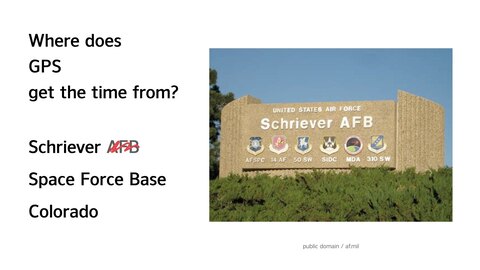 Where does
GPS
get the time from?
Schriever AFB
Space Force Base
Colorado
UNITED STATES AIR FORCE
Schriever AFB
AFSPC 14 AF 50 SW SIDC MDA 310 SW
public domain / af.mil